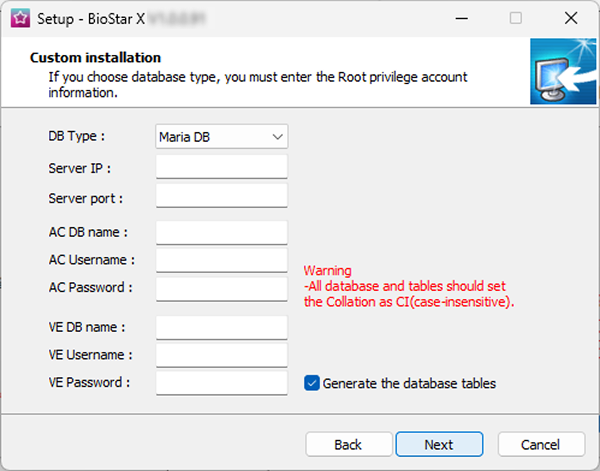 Setup - BioStar X
Custom installation
If you choose database type, you must enter the Root privilege account
information.
DB Type : Maria DB
Server IP :
Server port :
AC DB name :
AC Username :
AC Password :
Warning
-All database and tables should set
the Collation as CI(case-insensitive).
VE DB name :
VE Username :
VE Password :
Generate the database tables
Back Next Cancel